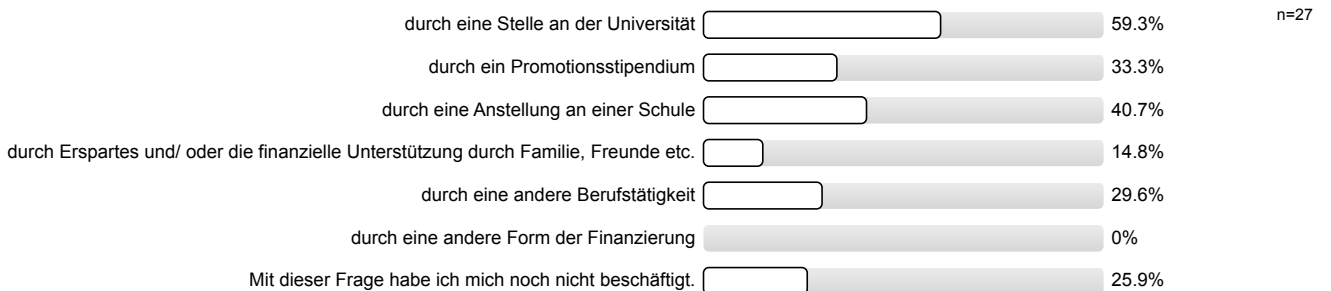 durch eine Stelle an der Universität 59.3% n=27
durch ein Promotionsstipendium 33.3%
durch eine Anstellung an einer Schule 40.7%
durch Erspartes und/ oder die finanzielle Unterstützung durch Familie, Freunde etc. 14.8%
durch eine andere Berufstätigkeit 29.6%
durch eine andere Form der Finanzierung 0%
Mit dieser Frage habe ich mich noch nicht beschäftigt. 25.9%